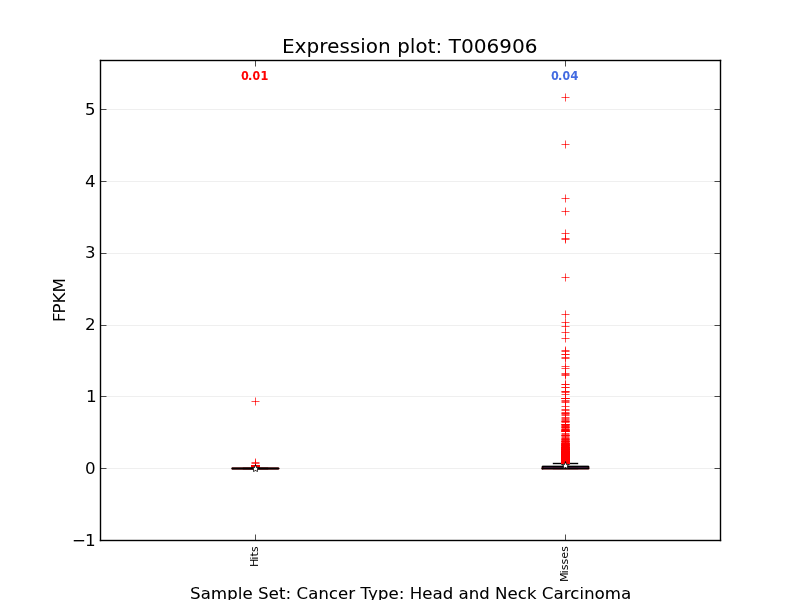 Expression plot: T006906
0.01
0.04
5
4
3
2
1
0
−1
FPKM
Hits
Misses
Sample Set: Cancer Type: Head and Neck Carcinoma